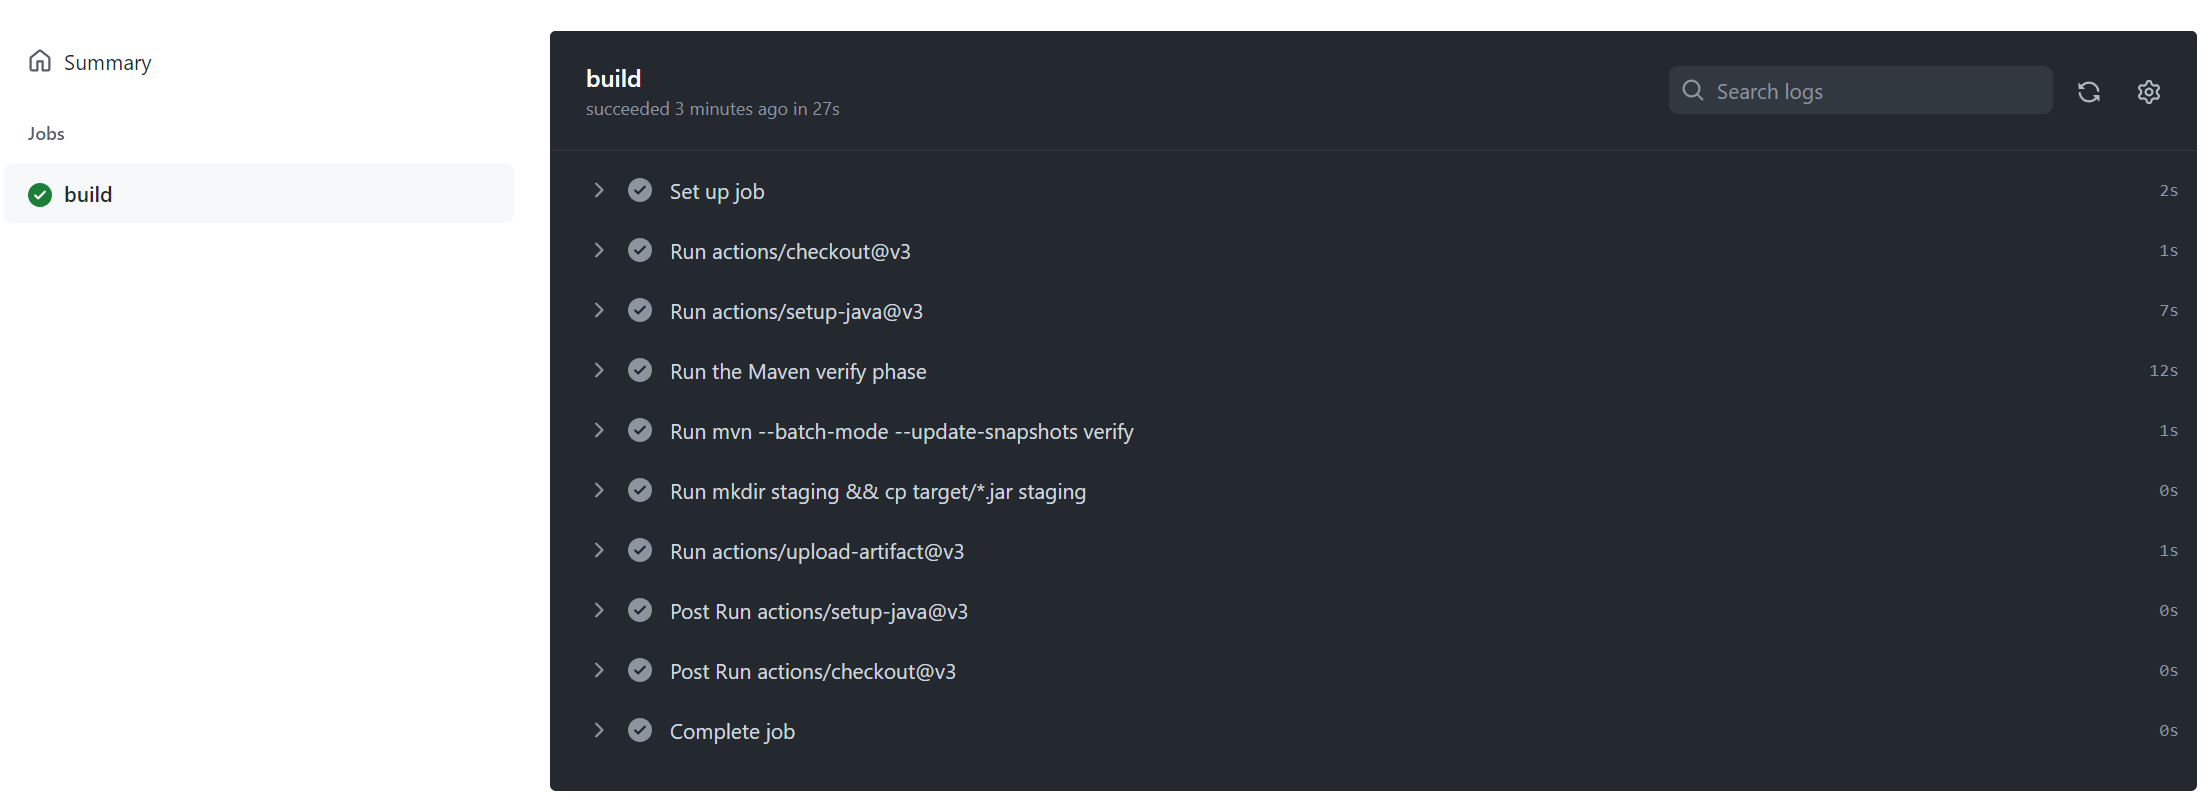 Summary
Jobs
build
build
succeeded 3 minutes ago in 27s
Search logs
Set up job 2s
Run actions/checkout@v3 1s
Run actions/setup-java@v3 7s
Run the Maven verify phase 12s
Run mvn --batch-mode --update-snapshots verify 1s
Run mkdir staging && cp target/*.jar staging 0s
Run actions/upload-artifact@v3 1s
Post Run actions/setup-java@v3 0s
Post Run actions/checkout@v3 0s
Complete job 0s